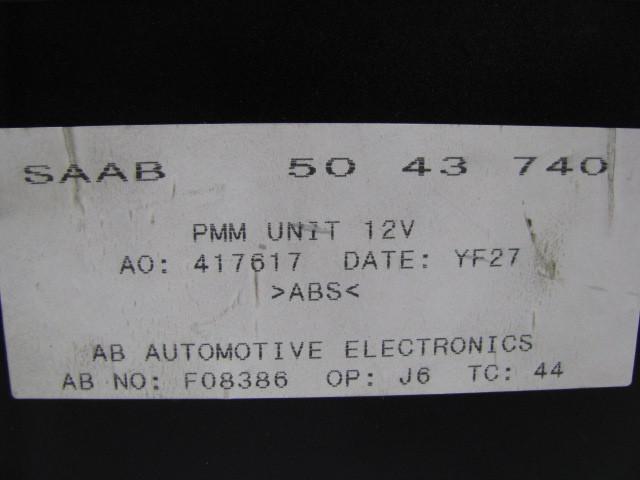 SAAB 50 43 740
PMM UNIT 12V
AO: 417617 DATE: YF27
>ABS<
AB AUTOMOTIVE ELECTRONICS
AB NO: F08386 OP: J6 TC: 44